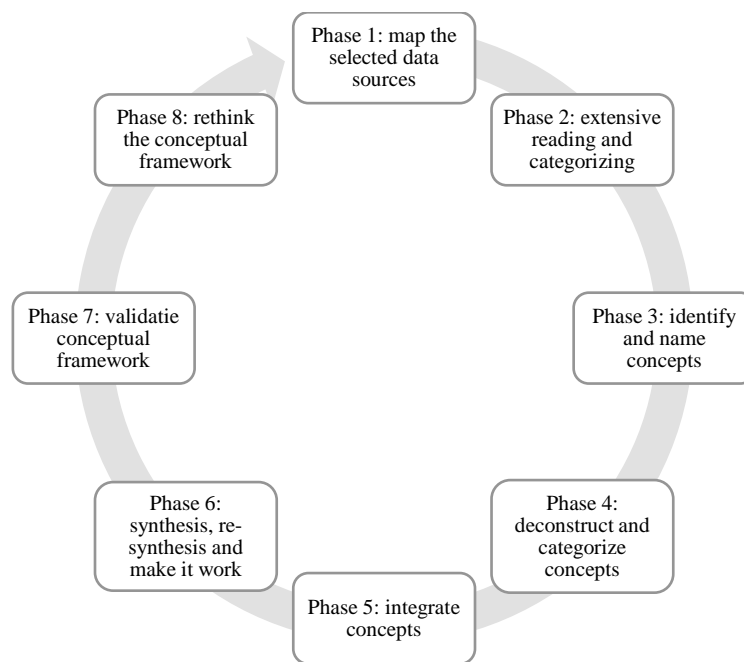 Phase 1: map the
selected data
sources
Phase 2: extensive
reading and
categorizing
Phase 3: identify
and name
concepts
Phase 4:
deconstruct and
categorize
concepts
Phase 5: integrate
concepts
Phase 6:
synthesis, re-
synthesis and
make it work
Phase 7: validatie
conceptual
framework
Phase 8: rethink
the conceptual
framework